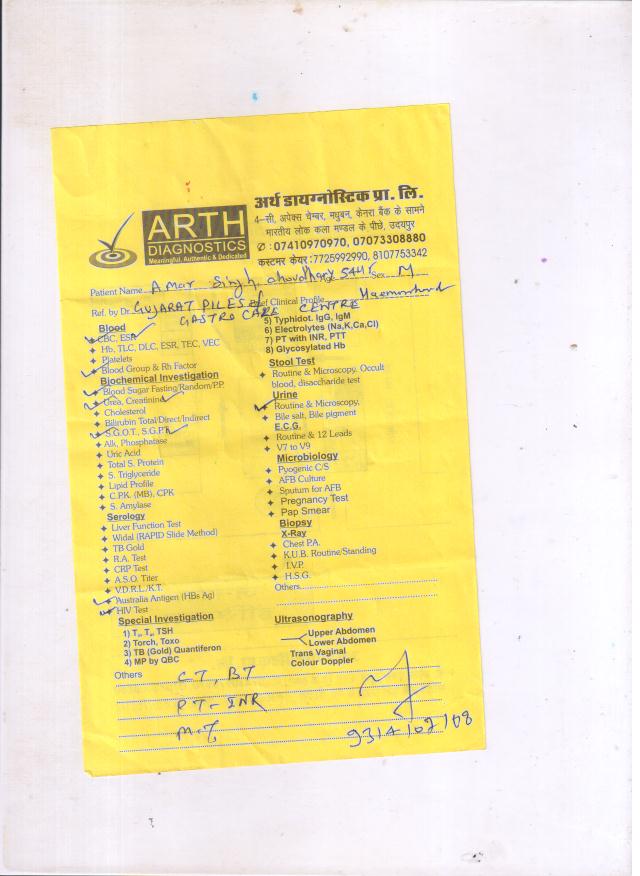 अर्थ डायग्नोस्टिक प्रा. लि.
ARTH
DIAGNOSTICS
Meaningful, Authentic & Dedicated
4-सी, अपेक्स चेम्बर, मधुबन, केनरा बैंक के सामने
भारतीय लोक कला मण्डल के पीछे, उदयपुर
✆ : 07410970970, 07073308880
कस्टमर केयर : 7725992990, 8107753342
Patient Name Amar Singh chowdhary Age 54 Sex M
Ref. by Dr. GUJARAT PILES & Brief Clinical Profile
GASTRO CARE CENTRE
Blood
CBC, ESR
Hb, TLC, DLC, ESR, TEC, VEC
Platelets
Blood Group & Rh Factor
Biochemical Investigation
Blood Sugar Fasting/Random/P.P.
Urea, Creatinine
Cholesterol
Bilirubin Total/Direct/Indirect
S.G.O.T., S.G.P.T.
Alk. Phosphatase
Uric Acid
Total S. Protein
S. Triglyceride
Lipid Profile
C.P.K. (MB), CPK
S. Amylase
Serology
Liver Function Test
Widal (RAPID Slide Method)
TB Gold
R.A. Test
CRP Test
A.S.O. Titer
V.D.R.L./K.T.
Australia Antigen (HBs Ag)
HIV Test
Special Investigation
1) T₃, T₄, TSH
2) Torch, Toxo
3) TB (Gold) Quantiferon
4) MP by QBC
5) Typhidot. IgG, IgM
6) Electrolytes (Na,K,Ca,Cl)
7) PT with INR, PTT
8) Glycosylated Hb
Stool Test
Routine & Microscopy. Occult
blood, disaccharide test
Urine
Routine & Microscopy,
Bile salt, Bile pigment
E.C.G.
Routine & 12 Leads
V7 to V9
Microbiology
Pyogenic C/S
AFB Culture
Sputum for AFB
Pregnancy Test
Pap Smear
Biopsy
X-Ray
Chest P.A.
K.U.B. Routine/Standing
I.V.P.
H.S.G.
Others
Ultrasonography
Upper Abdomen
Lower Abdomen
Trans Vaginal
Colour Doppler
Others CT, BT
PT-INR
M.T.
9314102108